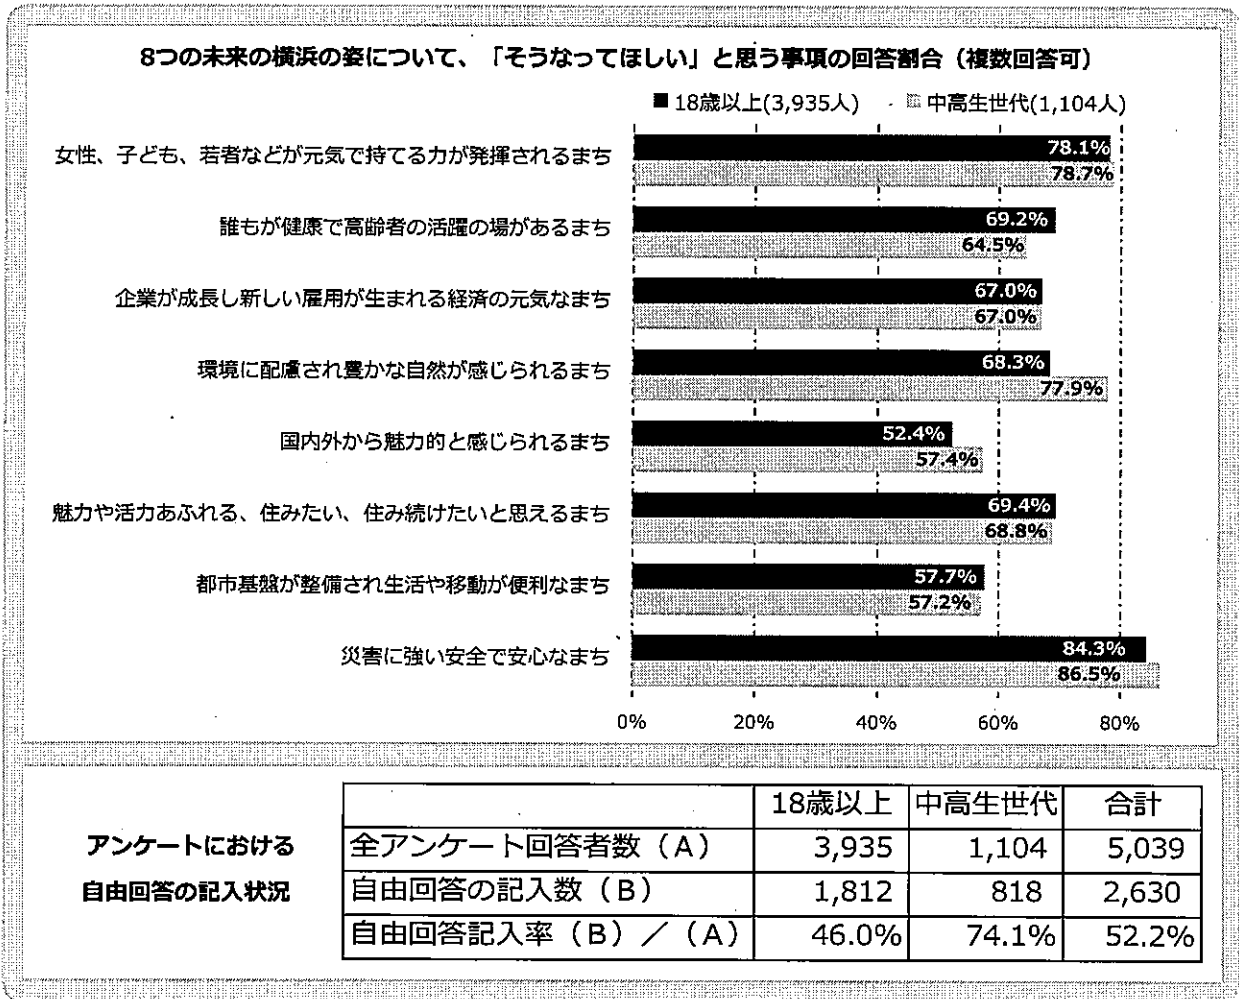 8つの未来の横浜の姿について、「そうなってほしい」と思う事項の回答割合（複数回答可）
■ 18歳以上(3,935人) 中高生世代(1,104人)
女性、子ども、若者などが元気で持てる力が発揮されるまち
78.1%
78.7%
誰もが健康で高齢者の活躍の場があるまち
69.2%
64.5%
企業が成長し新しい雇用が生まれる経済の元気なまち
67.0%
67.0%
環境に配慮され豊かな自然が感じられるまち
68.3%
77.9%
国内外から魅力的と感じられるまち
52.4%
57.4%
魅力や活力あふれる、住みたい、住み続けたいと思えるまち
69.4%
68.8%
都市基盤が整備され生活や移動が便利なまち
57.7%
57.2%
災害に強い安全で安心なまち
84.3%
86.5%
0% 20% 40% 60% 80%
アンケートにおける
自由回答の記入状況
18歳以上 中高生世代 合計
全アンケート回答者数（A） 3,935 1,104 5,039
自由回答の記入数（B） 1,812 818 2,630
自由回答記入率（B）／（A） 46.0% 74.1% 52.2%